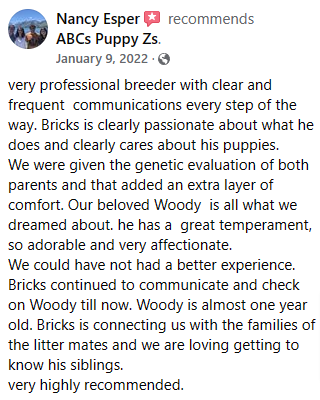 Nancy Esper recommends
ABCs Puppy Zs.
January 9, 2022 ·
very professional breeder with clear and
frequent  communications every step of the
way. Bricks is clearly passionate about what he
does and clearly cares about his puppies.
We were given the genetic evaluation of both
parents and that added an extra layer of
comfort. Our beloved Woody  is all what we
dreamed about. he has a  great temperament,
so adorable and very affectionate.
We could have not had a better experience.
Bricks continued to communicate and check
on Woody till now. Woody is almost one year
old. Bricks is connecting us with the families of
the litter mates and we are loving getting to
know his siblings.
very highly recommended.